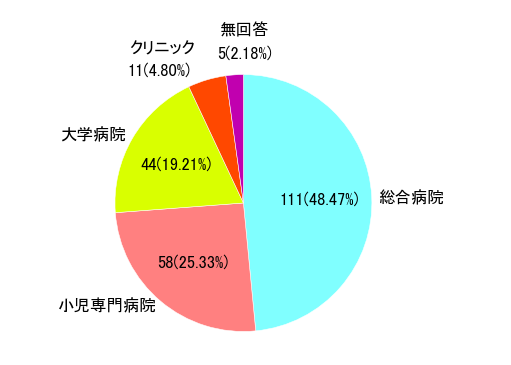 無回答
5(2.18%)
クリニック
11(4.80%)
大学病院
44(19.21%)
111(48.47%)
総合病院
58(25.33%)
小児専門病院